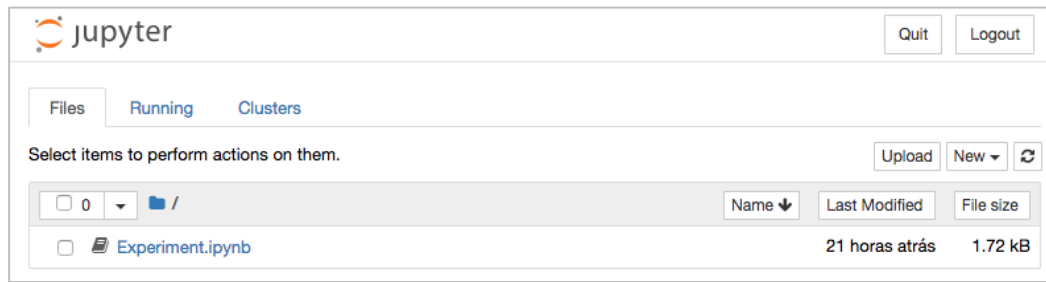 jupyter
Quit Logout
Files Running Clusters
Select items to perform actions on them.
Upload New
0 / Name Last Modified File size
Experiment.ipynb 21 horas atrás 1.72 kB